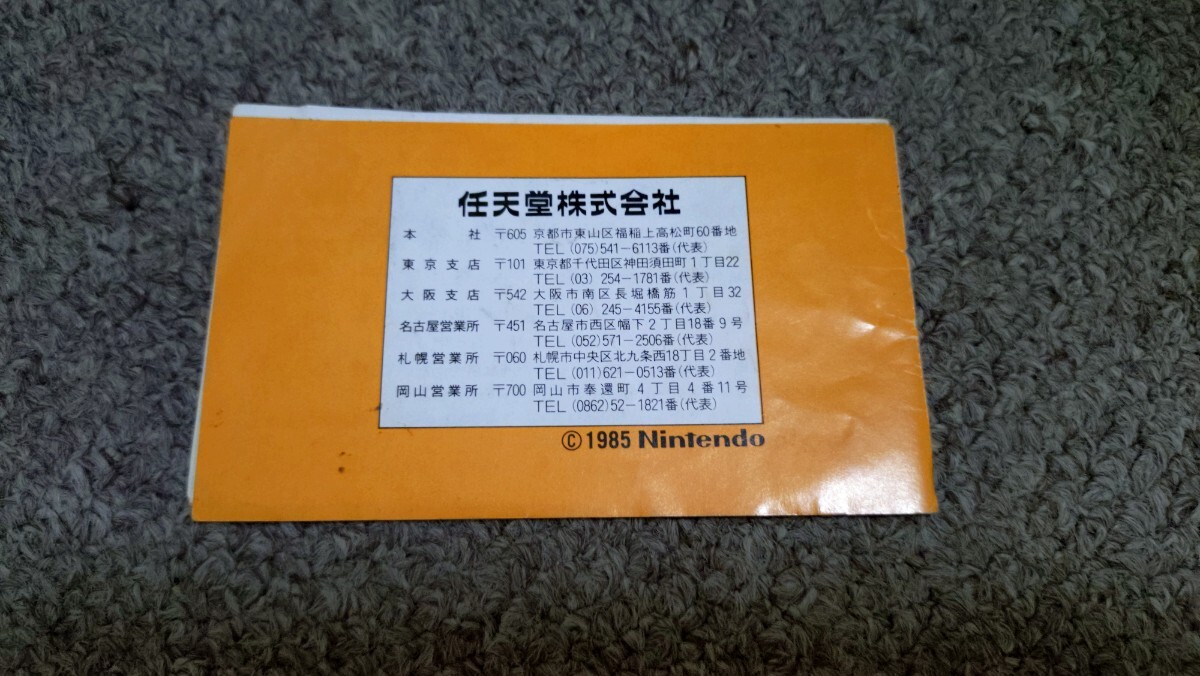 任天堂株式会社
本社 〒605 京都市東山区福稲上高松町60番地
TEL (075)541-6113番(代表)
東京支店 〒101 東京都千代田区神田須田町1丁目22
TEL (03) 254-1781番(代表)
大阪支店 〒542 大阪市南区長堀橋筋1丁目32
TEL (06) 245-4155番(代表)
名古屋営業所 〒451 名古屋市西区幅下2丁目18番9号
TEL (052)571-2506番(代表)
札幌営業所 〒060 札幌市中央区北九条西18丁目2番地
TEL (011)621-0513番(代表)
岡山営業所 〒700 岡山市奉還町4丁目4番11号
TEL (0862)52-1821番(代表)
©1985 Nintendo